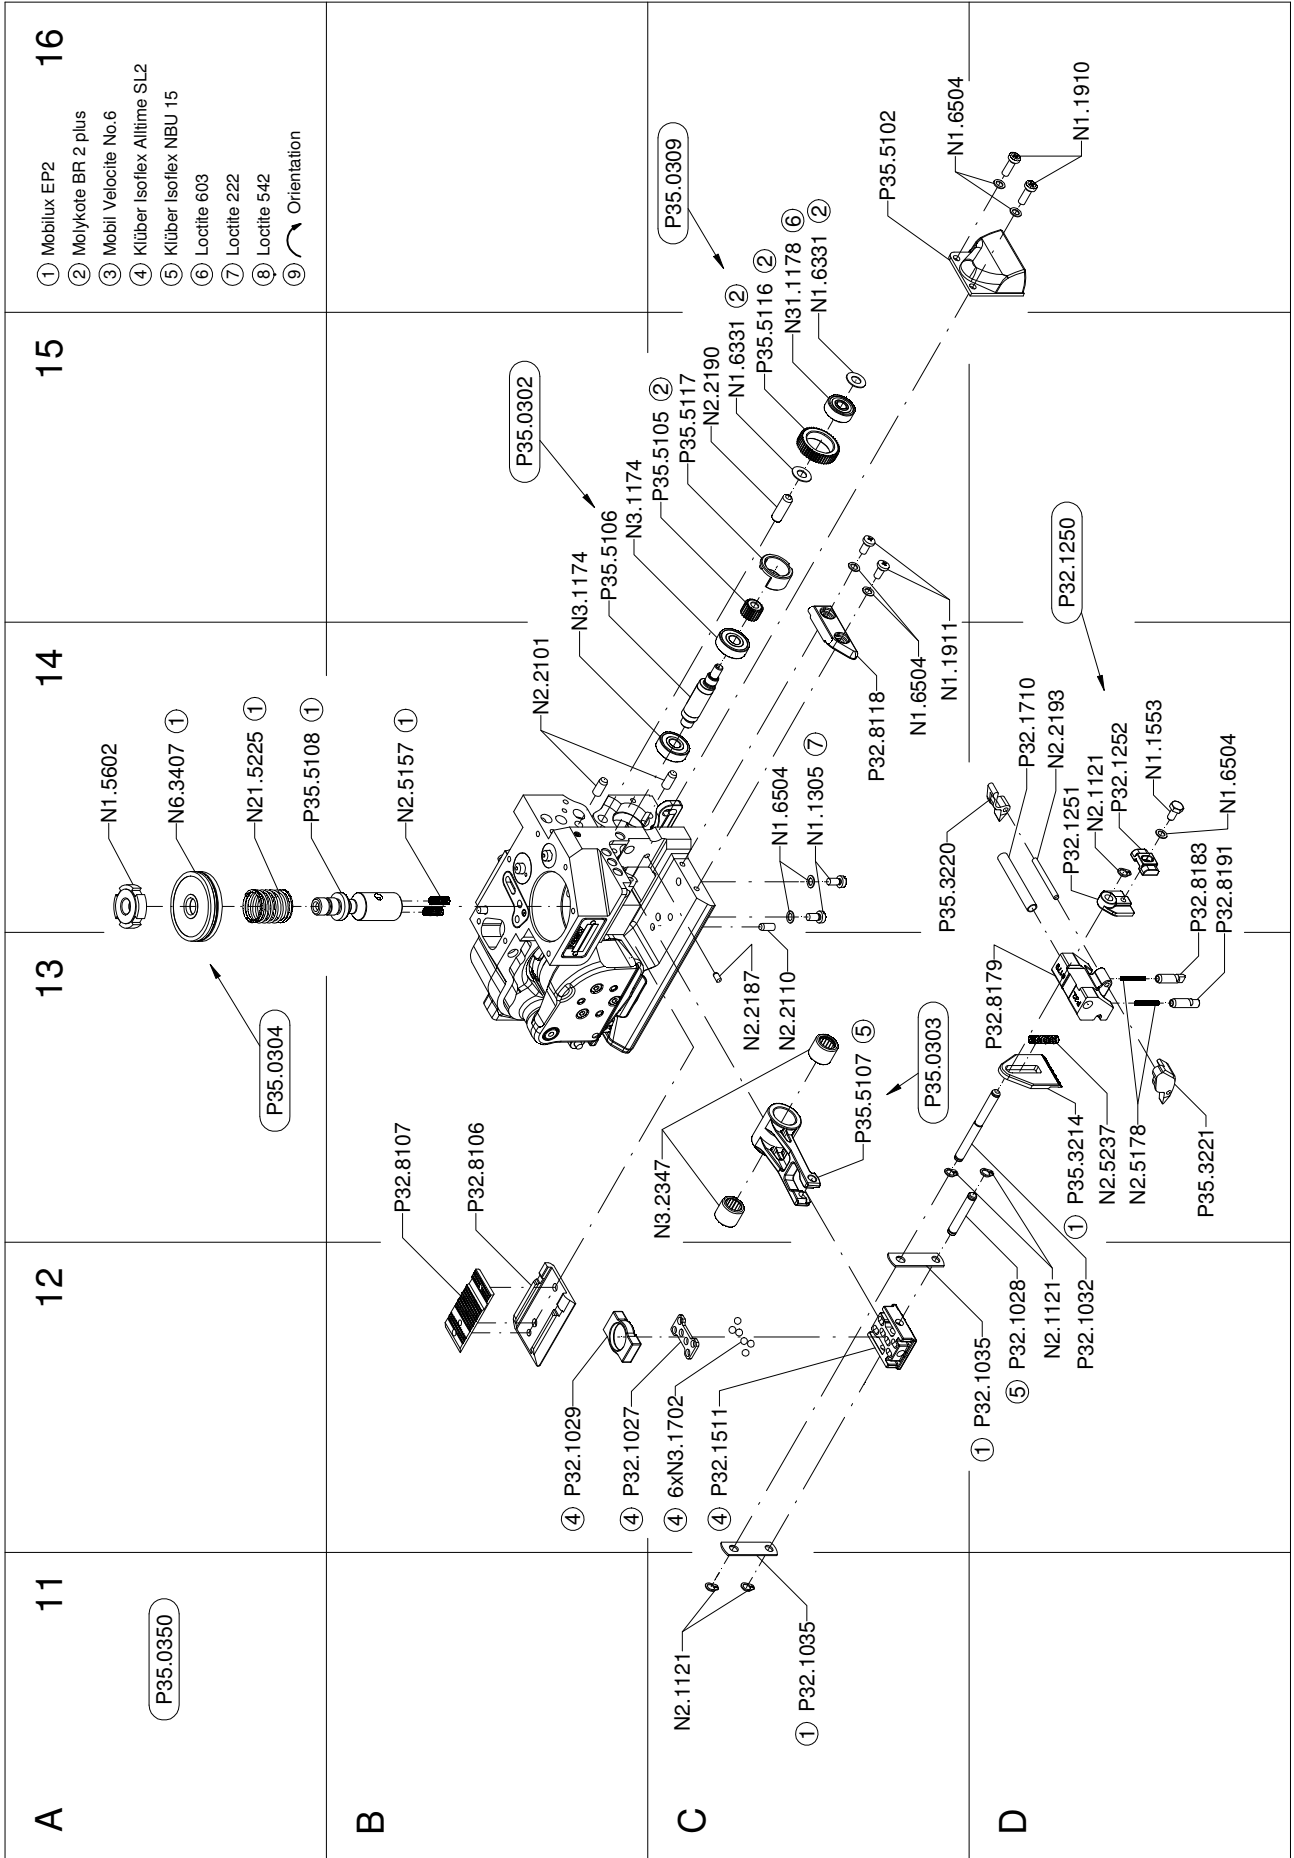 A
B
C
D
11
12
13
14
15
16
① Mobilux EP2
② Molykote BR 2 plus
③ Mobil Velocite No.6
④ Klüber Isoflex Alltime SL2
⑤ Klüber Isoflex NBU 15
⑥ Loctite 603
⑦ Loctite 222
⑧ Loctite 542
⑨ Orientation
P35.0350
P35.0304
N1.5602
N6.3407 ①
N21.5225 ①
P35.5108 ①
N2.5157 ①
P32.8107
P32.8106
④ P32.1029
④ P32.1027
④ 6xN3.1702
④ P32.1511
N2.1121
① P32.1035
N2.2101
N3.1174
P35.5106
N3.1174
P35.0302
P35.5105 ②
P35.5117
N2.2190
N1.6331 ②
P35.5116 ②
N31.1178 ⑥
N1.6331 ②
P35.0309
P35.5102
N1.6504
N1.1910
P32.8118
N1.6504
N1.1911
N1.6504
N1.1305 ⑦
N2.2187
N2.2110
N3.2347
P35.5107 ⑤
P35.0303
① P32.1035
⑤ P32.1028
N2.1121
P32.1032
① P35.3214
N2.5237
N2.5178
P35.3221
P32.8179
P35.3220
P32.1710
N2.2193
P32.1251
N2.1121
P32.1252
N1.1553
N1.6504
P32.8183
P32.8191
P32.1250